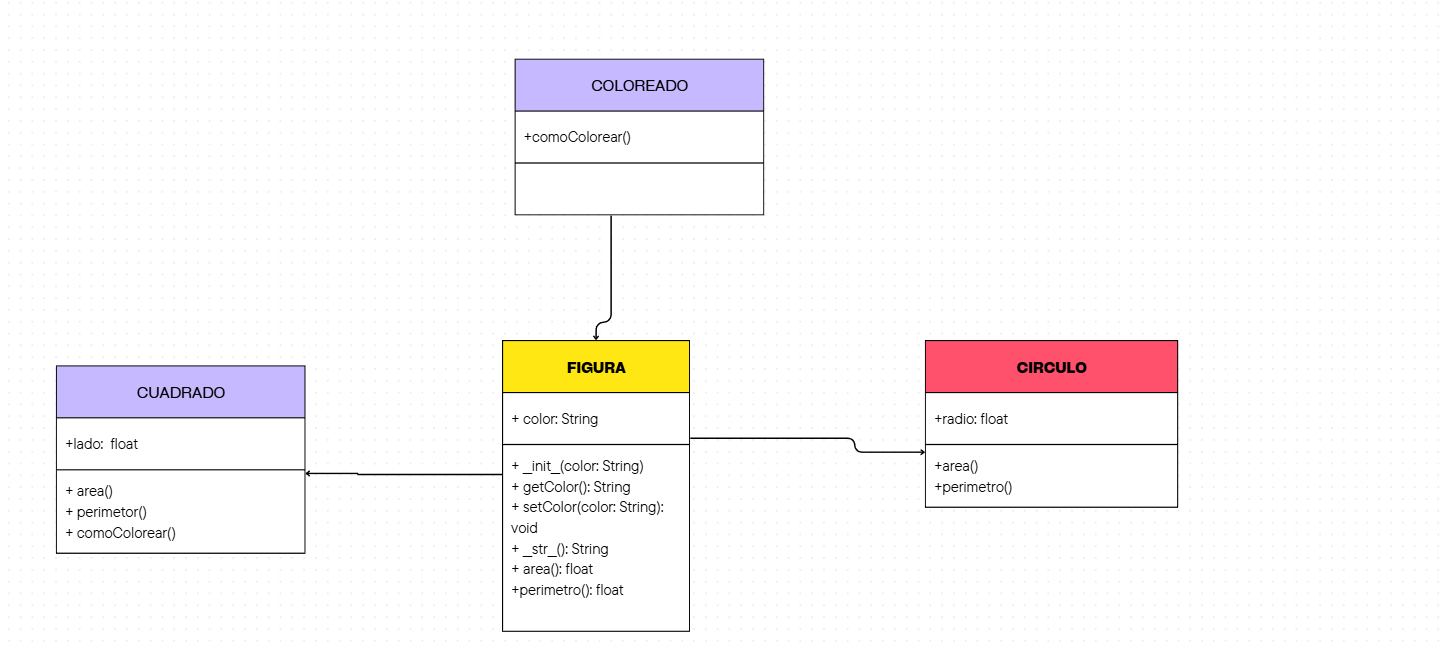 COLOREADO
+comoColorear()
CUADRADO
+lado:  float
+ area()
+ perimetor()
+ comoColorear()
FIGURA
+ color: String
+ _init_(color: String)
+ getColor(): String
+ setColor(color: String):
void
+ _str_(): String
+ area(): float
+perimetro(): float
CIRCULO
+radio: float
+area()
+perimetro()